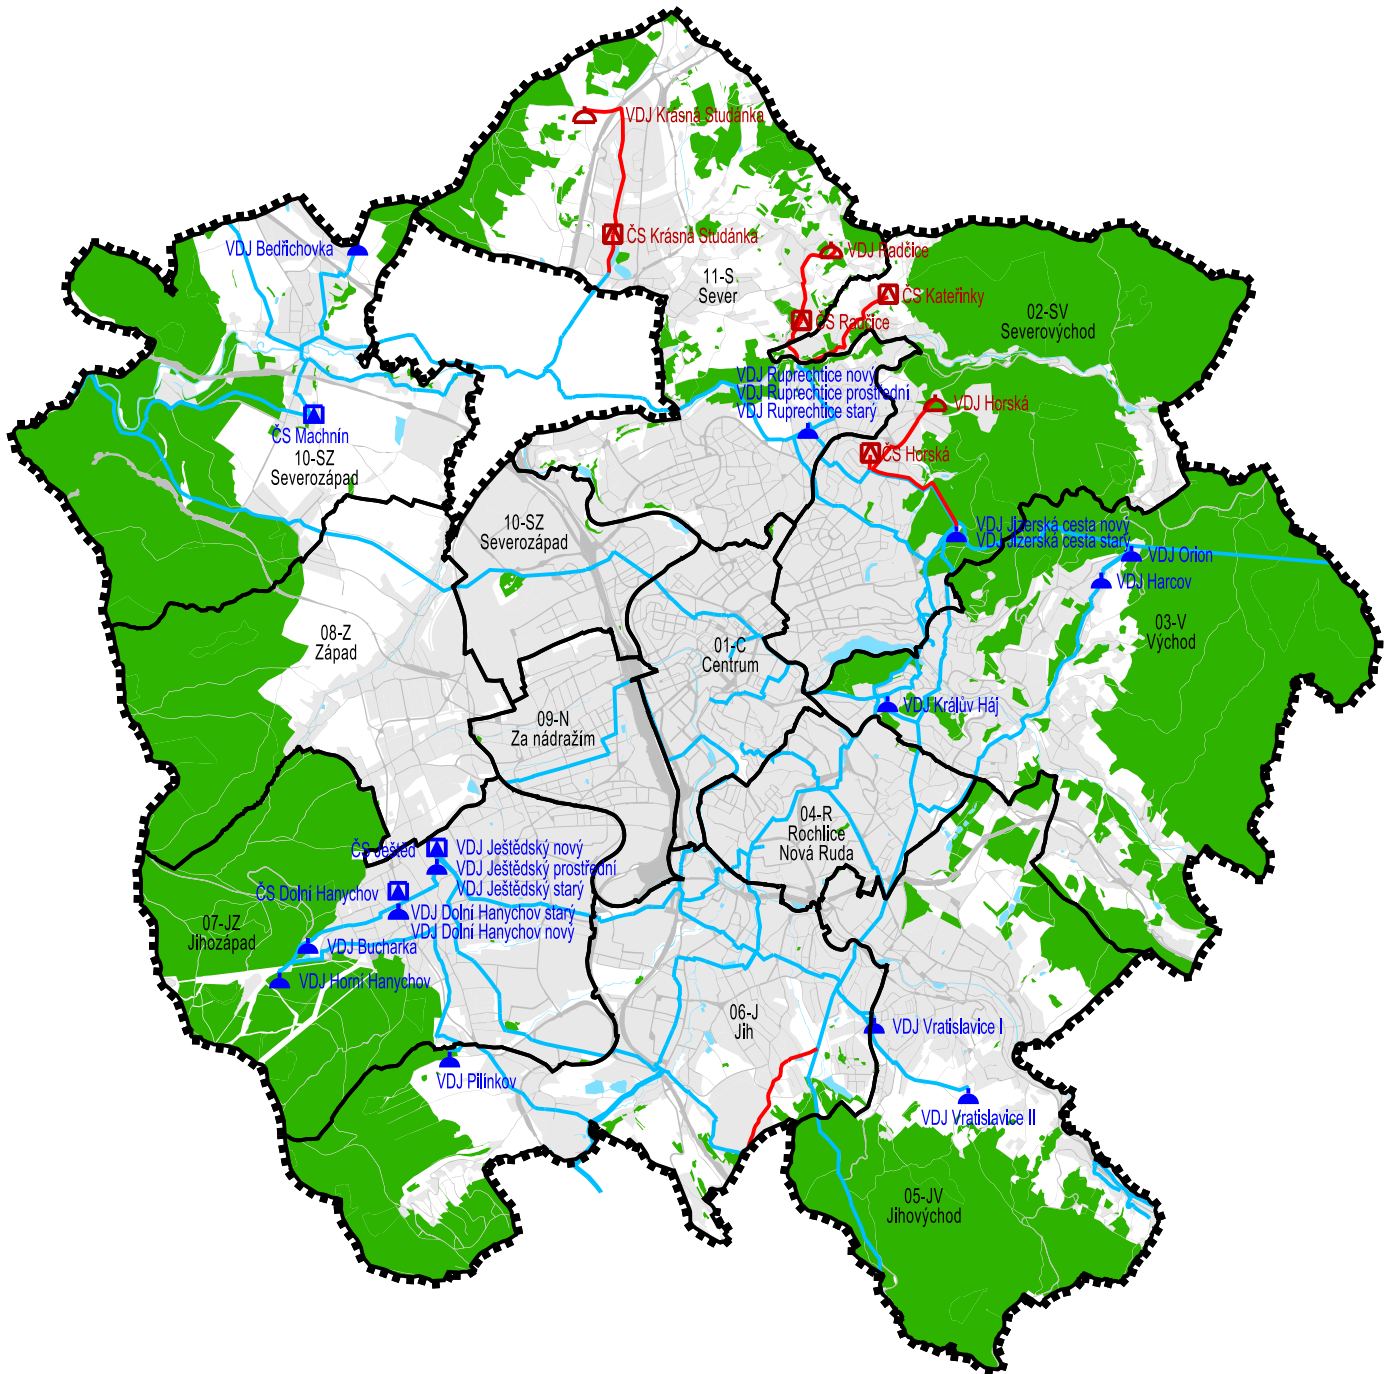 VDJ Krásná Studánka
ČS Krásná Studánka
VDJ Bedřichovka
VDJ Radčice
11-S
Sever
ČS Kateřinky
02-SV
Severovýchod
ČS Radčice
VDJ Ruprechtice nový
VDJ Ruprechtice prostřední
VDJ Ruprechtice starý
VDJ Horská
ČS Machnín
10-SZ
Severozápad
ČS Horská
10-SZ
Severozápad
VDJ Jizerská cesta nový
VDJ Jizerská cesta starý
VDJ Orion
VDJ Harcov
08-Z
Západ
03-V
Východ
01-C
Centrum
VDJ Králův Háj
09-N
Za nádražím
04-R
Rochlice
Nová Ruda
ČS Ještěd
VDJ Ještědský nový
VDJ Ještědský prostřední
VDJ Ještědský starý
ČS Dolní Hanychov
VDJ Dolní Hanychov starý
VDJ Dolní Hanychov nový
07-JZ
Jihozápad
VDJ Bucharka
VDJ Horní Hanychov
06-J
Jih
VDJ Vratislavice I
VDJ Pilínkov
VDJ Vratislavice II
05-JV
Jihovýchod